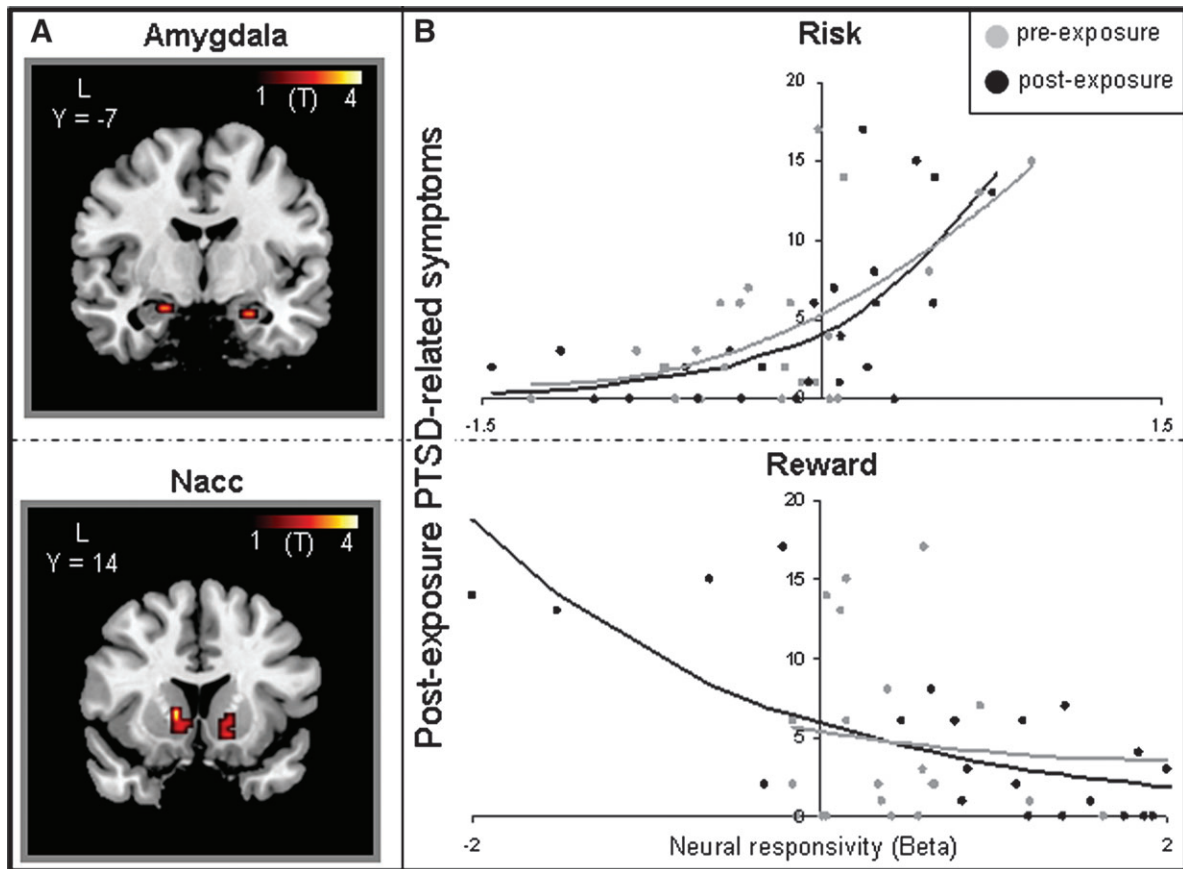 A
Amygdala
L
Y = -7
1 (T) 4
Nacc
L
Y = 14
1 (T) 4
B
Post-exposure PTSD-related symptoms
Risk
pre-exposure
post-exposure
20
15
10
5
0
-1.5
1.5
Reward
20
15
10
5
0
-2
Neural responsivity (Beta)
2